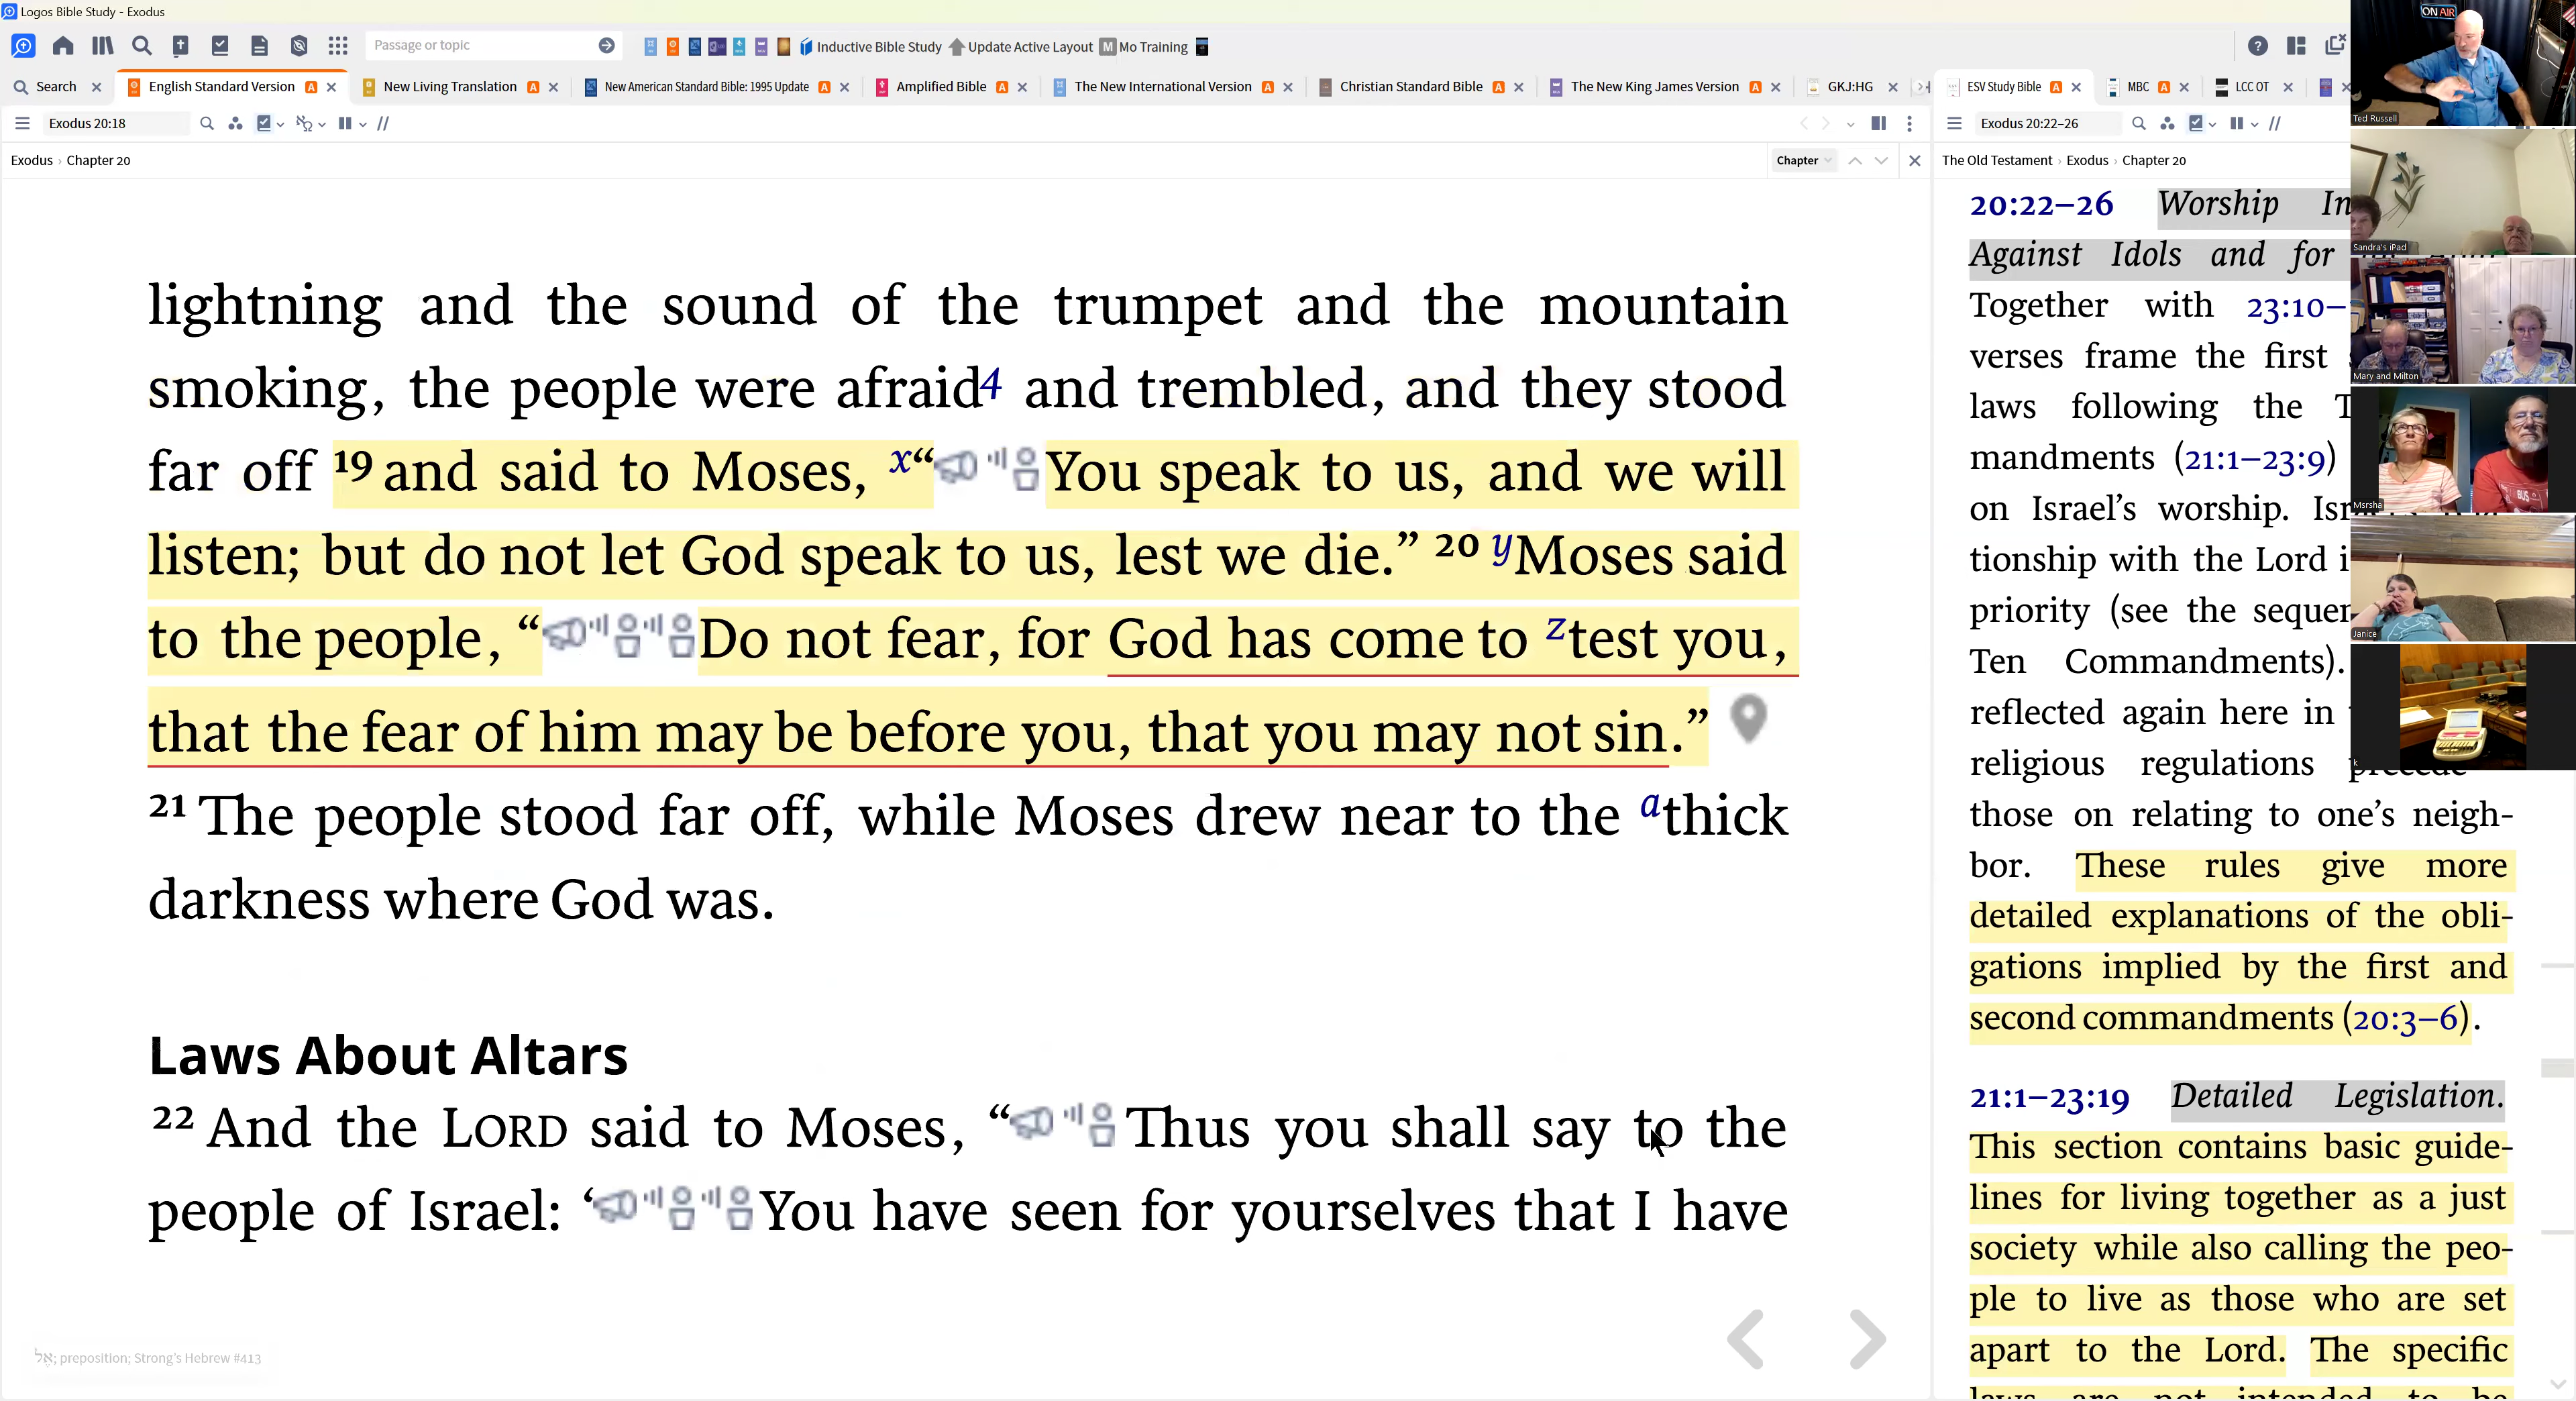 Logos Bible Study - Exodus
Passage or topic
Inductive Bible Study Update Active Layout M Mo Training
Search English Standard Version A New Living Translation A New American Standard Bible: 1995 Update A Amplified Bible A The New International Version A Christian Standard Bible A The New King James Version A GKJ:HG
Exodus 20:18
Exodus › Chapter 20
Chapter
lightning and the sound of the trumpet and the mountain
smoking, the people were afraid4 and trembled, and they stood
far off 19 and said to Moses, x“You speak to us, and we will
listen; but do not let God speak to us, lest we die.” 20 yMoses said
to the people, “Do not fear, for God has come to ztest you,
that the fear of him may be before you, that you may not sin.”
21 The people stood far off, while Moses drew near to the athick
darkness where God was.
Laws About Altars
22 And the LORD said to Moses, “Thus you shall say to the
people of Israel: ‘You have seen for yourselves that I have
אֶל; preposition; Strong’s Hebrew #413
ESV Study Bible A MBC A LCC OT
Exodus 20:22–26
The Old Testament › Exodus › Chapter 20
20:22–26 Worship In
Against Idols and for
Together with 23:10–
verses frame the first
laws following the T
mandments (21:1–23:9)
on Israel’s worship. Isr
tionship with the Lord i
priority (see the sequen
Ten Commandments).
reflected again here in
religious regulations precede
those on relating to one’s neigh-
bor. These rules give more
detailed explanations of the obli-
gations implied by the first and
second commandments (20:3–6).
21:1–23:19 Detailed Legislation.
This section contains basic guide-
lines for living together as a just
society while also calling the peo-
ple to live as those who are set
apart to the Lord. The specific
laws are not intended to be
ON AIR
Ted Russell
Sandra's iPad
Mary and Milton
BUS
Msrsha
Janice
k